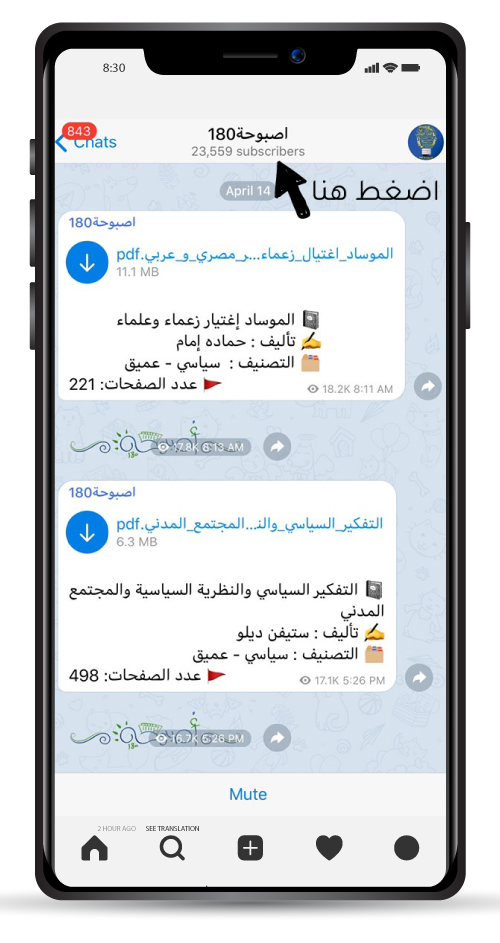 8:30
843
Chats
اصبوحة180
23,559 subscribers
اضغط هنا
April 14
اصبوحة180
الموساد_اغتيال_زعماء...ر_مصري_و_عربي.pdf
11.1 MB
الموساد إغتيار زعماء وعلماء
تأليف : حماده إمام
التصنيف : سياسي - عميق
عدد الصفحات: 221
18.2K 8:11 AM
17.8K 6:13 AM
اصبوحة180
التفكير_السياسي_والنـ...المجتمع_المدني.pdf
6.3 MB
التفكير السياسي والنظرية السياسية والمجتمع
المدني
تأليف : ستيفن ديلو
التصنيف : سياسي - عميق
عدد الصفحات: 498
17.1K 5:26 PM
16.7K 5:26 PM
Mute
2 HOUR AGO SEE TRANSLATION